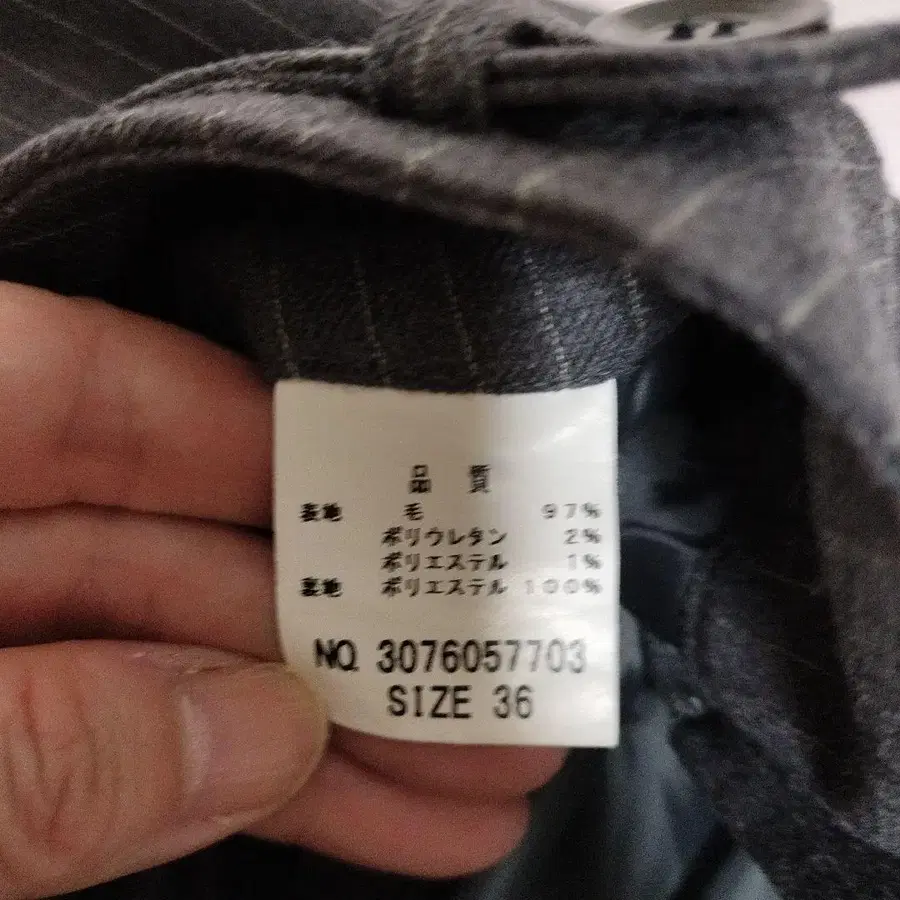 品 質
表地 毛 97%
ポリウレタン 2%
ポリエステル 1%
裏地 ポリエステル 100%
NO. 3076057703
SIZE 36